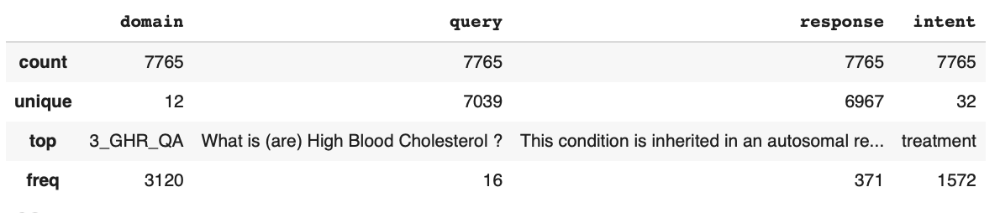 domain query response intent
count 7765 7765 7765 7765
unique 12 7039 6967 32
top 3_GHR_QA What is (are) High Blood Cholesterol ? This condition is inherited in an autosomal re... treatment
freq 3120 16 371 1572